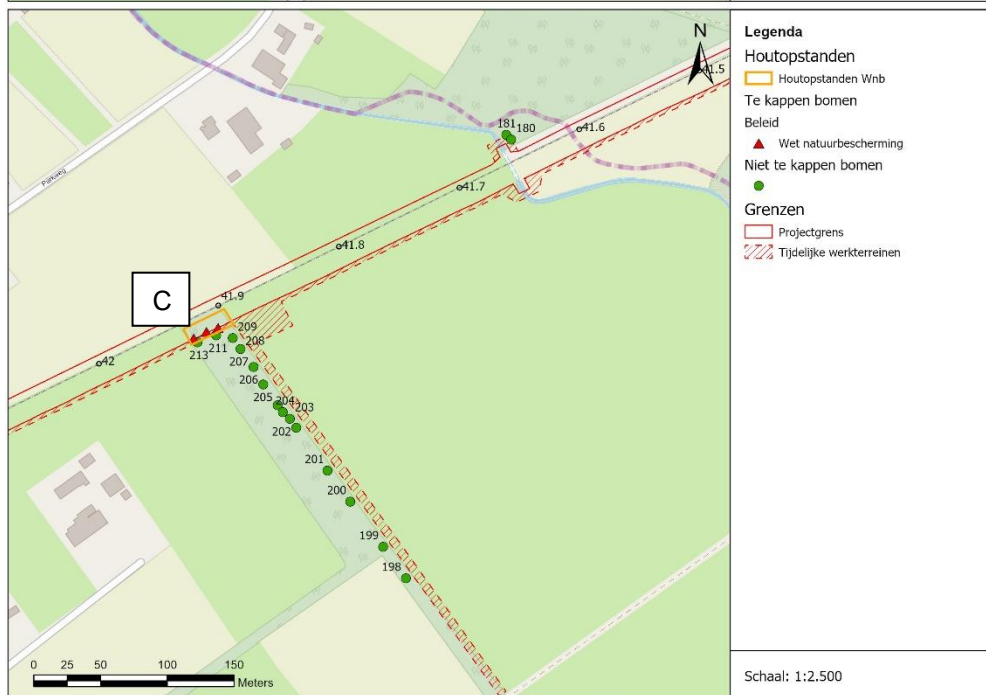 N
41.5
181
180
41.6
41.7
Parkweg
41.8
C
41.9
209
211
208
213
42
207
206
205
204
203
202
201
200
199
198
0 25 50 100 150
Meters
Legenda
Houtopstanden
Houtopstanden Wnb
Te kappen bomen
Beleid
Wet natuurbescherming
Niet te kappen bomen
Grenzen
Projectgrens
Tijdelijke werkterreinen
Schaal: 1:2.500